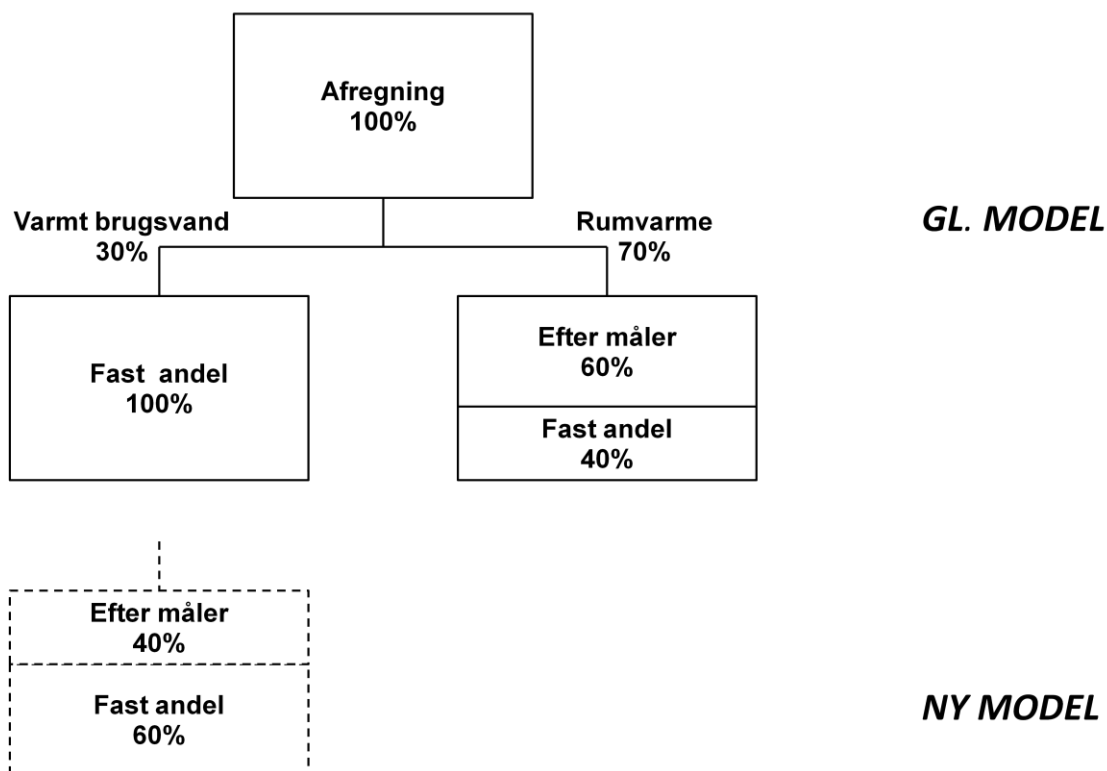 Afregning
100%
Varmt brugsvand
30%
Rumvarme
70%
GL. MODEL
Fast andel
100%
Efter måler
60%
Fast andel
40%
Efter måler
40%
Fast andel
60%
NY MODEL